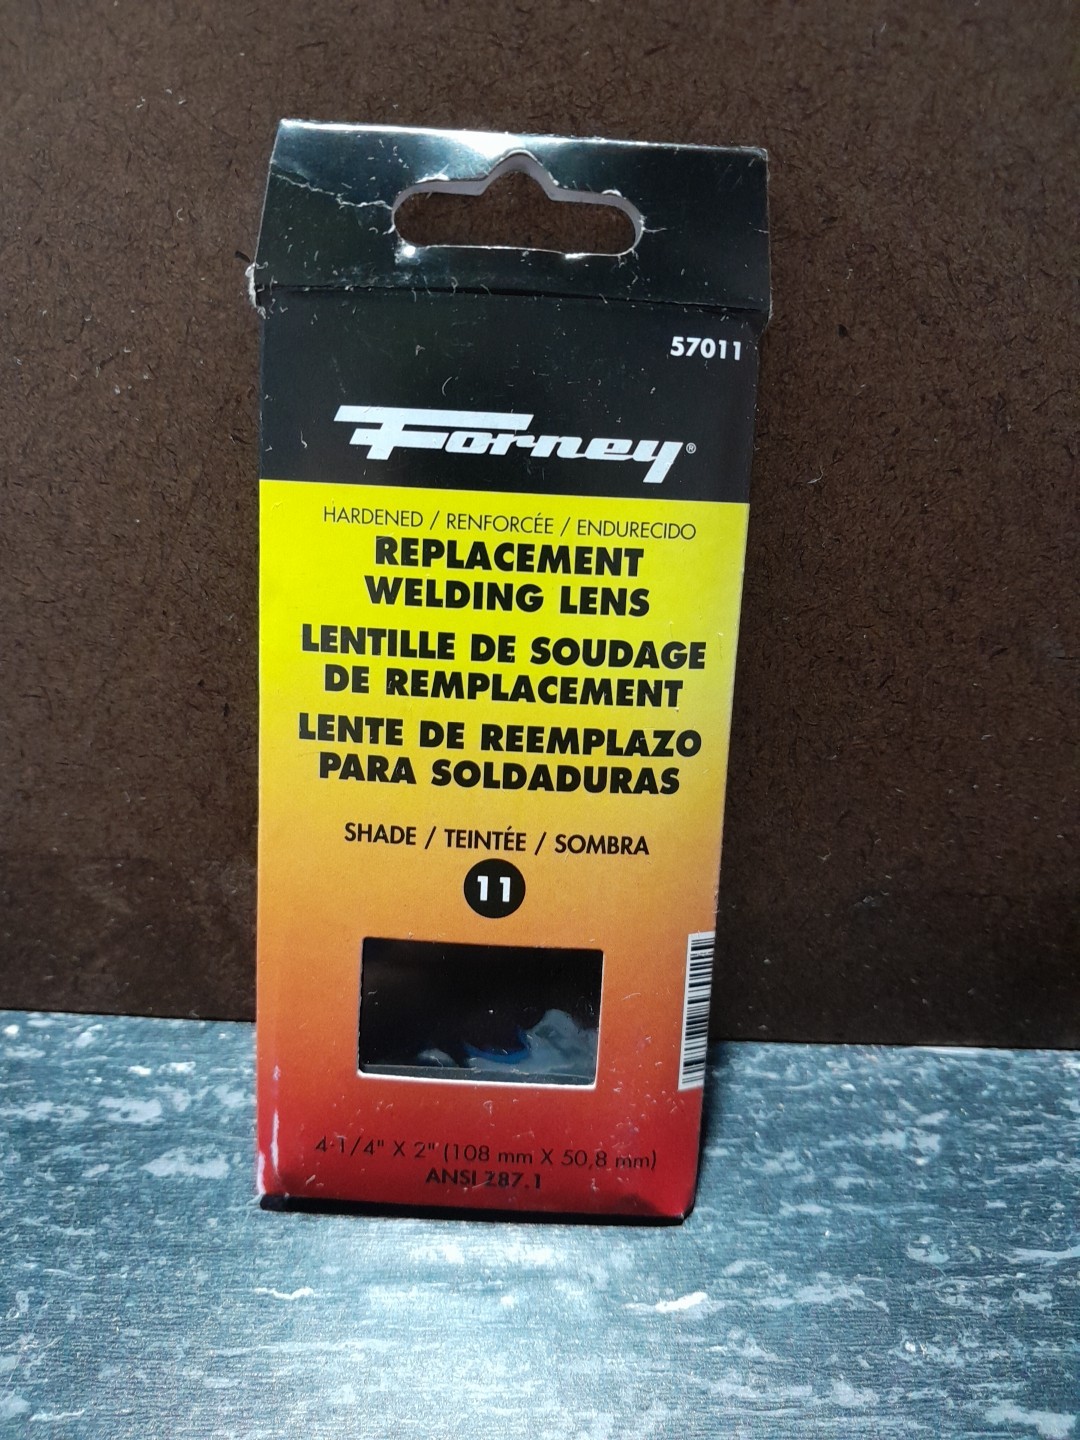 57011
Forney®
HARDENED / RENFORCÉE / ENDURECIDO
REPLACEMENT
WELDING LENS
LENTILLE DE SOUDAGE
DE REMPLACEMENT
LENTE DE REEMPLAZO
PARA SOLDADURAS
SHADE / TEINTÉE / SOMBRA
11
4-1/4" X 2" (108 mm X 50,8 mm)
ANSI Z87.1